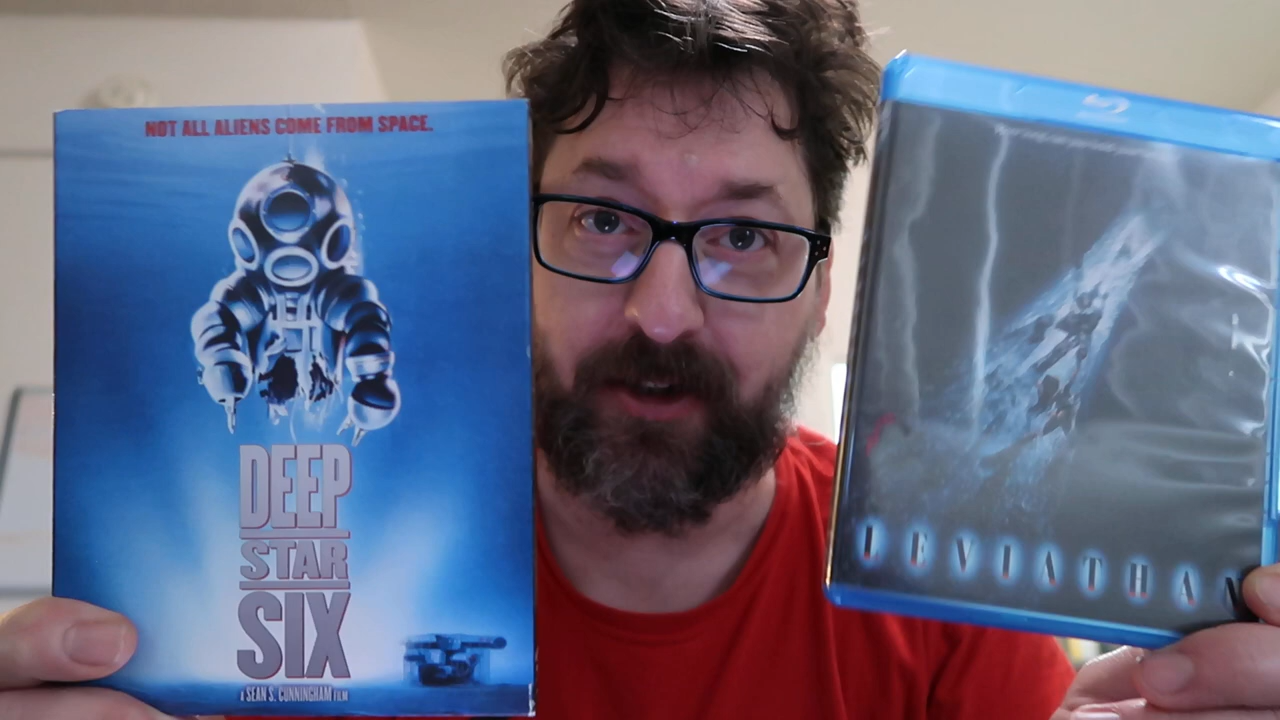 NOT ALL ALIENS COME FROM SPACE.
DEEP
STAR
SIX
A SEAN S. CUNNINGHAM FILM
LEVIATHAN